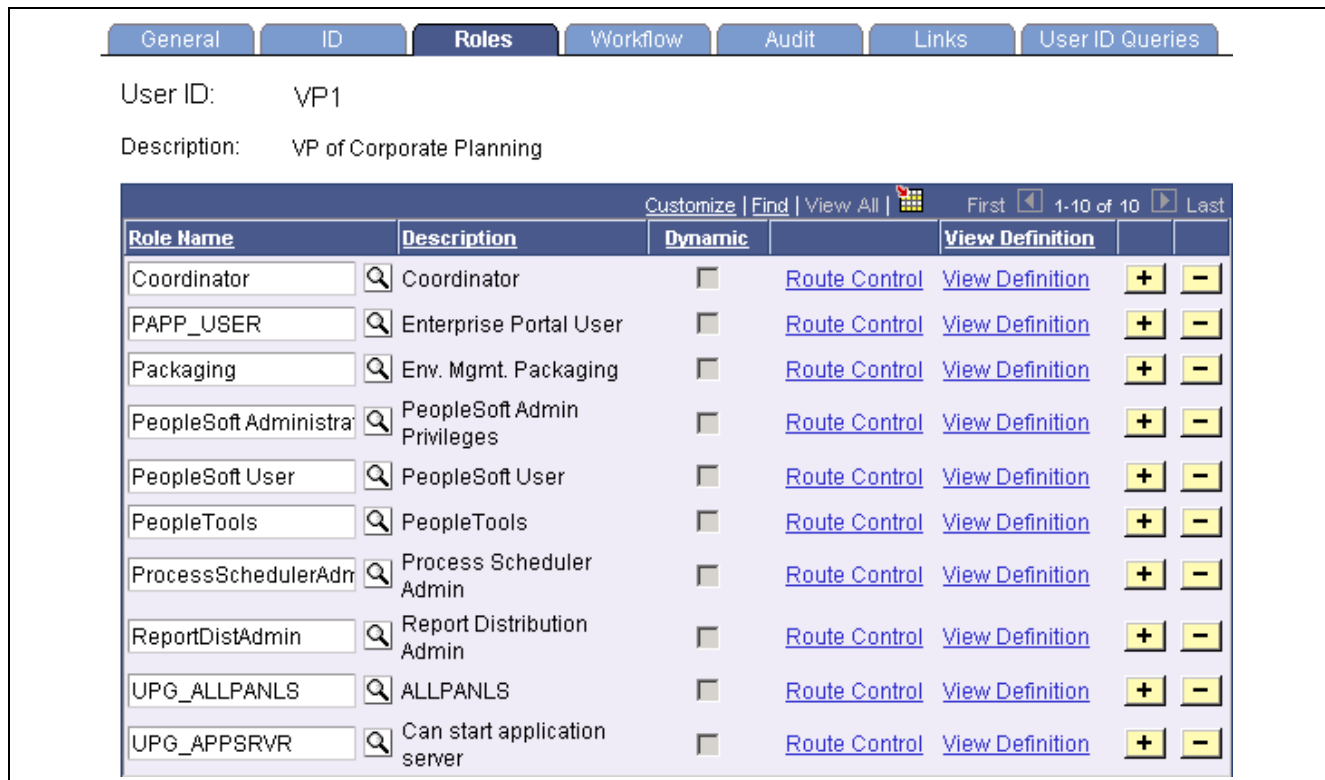 General ID Roles Workflow Audit Links User ID Queries
User ID: VP1
Description: VP of Corporate Planning
Customize | Find | View All | First 1-10 of 10 Last
Role Name Description Dynamic View Definition
Coordinator Coordinator Route Control View Definition + −
PAPP_USER Enterprise Portal User Route Control View Definition + −
Packaging Env. Mgmt. Packaging Route Control View Definition + −
PeopleSoft Administrat PeopleSoft Admin Route Control View Definition + −
Privileges
PeopleSoft User PeopleSoft User Route Control View Definition + −
PeopleTools PeopleTools Route Control View Definition + −
ProcessSchedulerAdm Process Scheduler Route Control View Definition + −
Admin
ReportDistAdmin Report Distribution Route Control View Definition + −
Admin
UPG_ALLPANLS ALLPANLS Route Control View Definition + −
UPG_APPSRVR Can start application Route Control View Definition + −
server